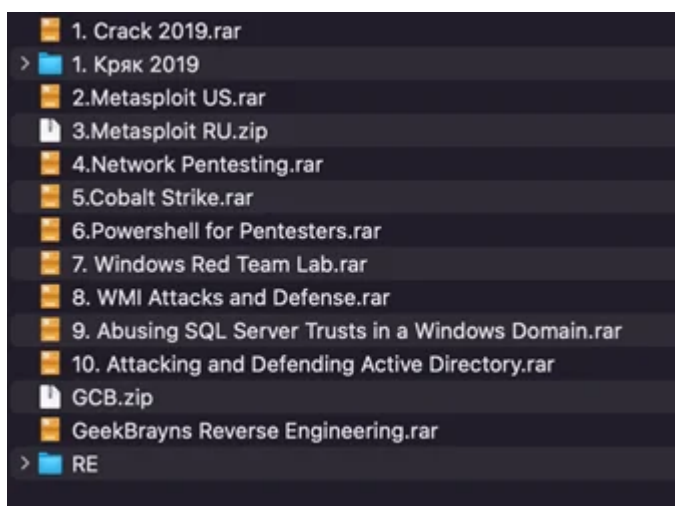 1. Crack 2019.rar
1. Кряк 2019
2.Metasploit US.rar
3.Metasploit RU.zip
4.Network Pentesting.rar
5.Cobalt Strike.rar
6.Powershell for Pentesters.rar
7. Windows Red Team Lab.rar
8. WMI Attacks and Defense.rar
9. Abusing SQL Server Trusts in a Windows Domain.rar
10. Attacking and Defending Active Directory.rar
GCB.zip
GeekBrayns Reverse Engineering.rar
RE